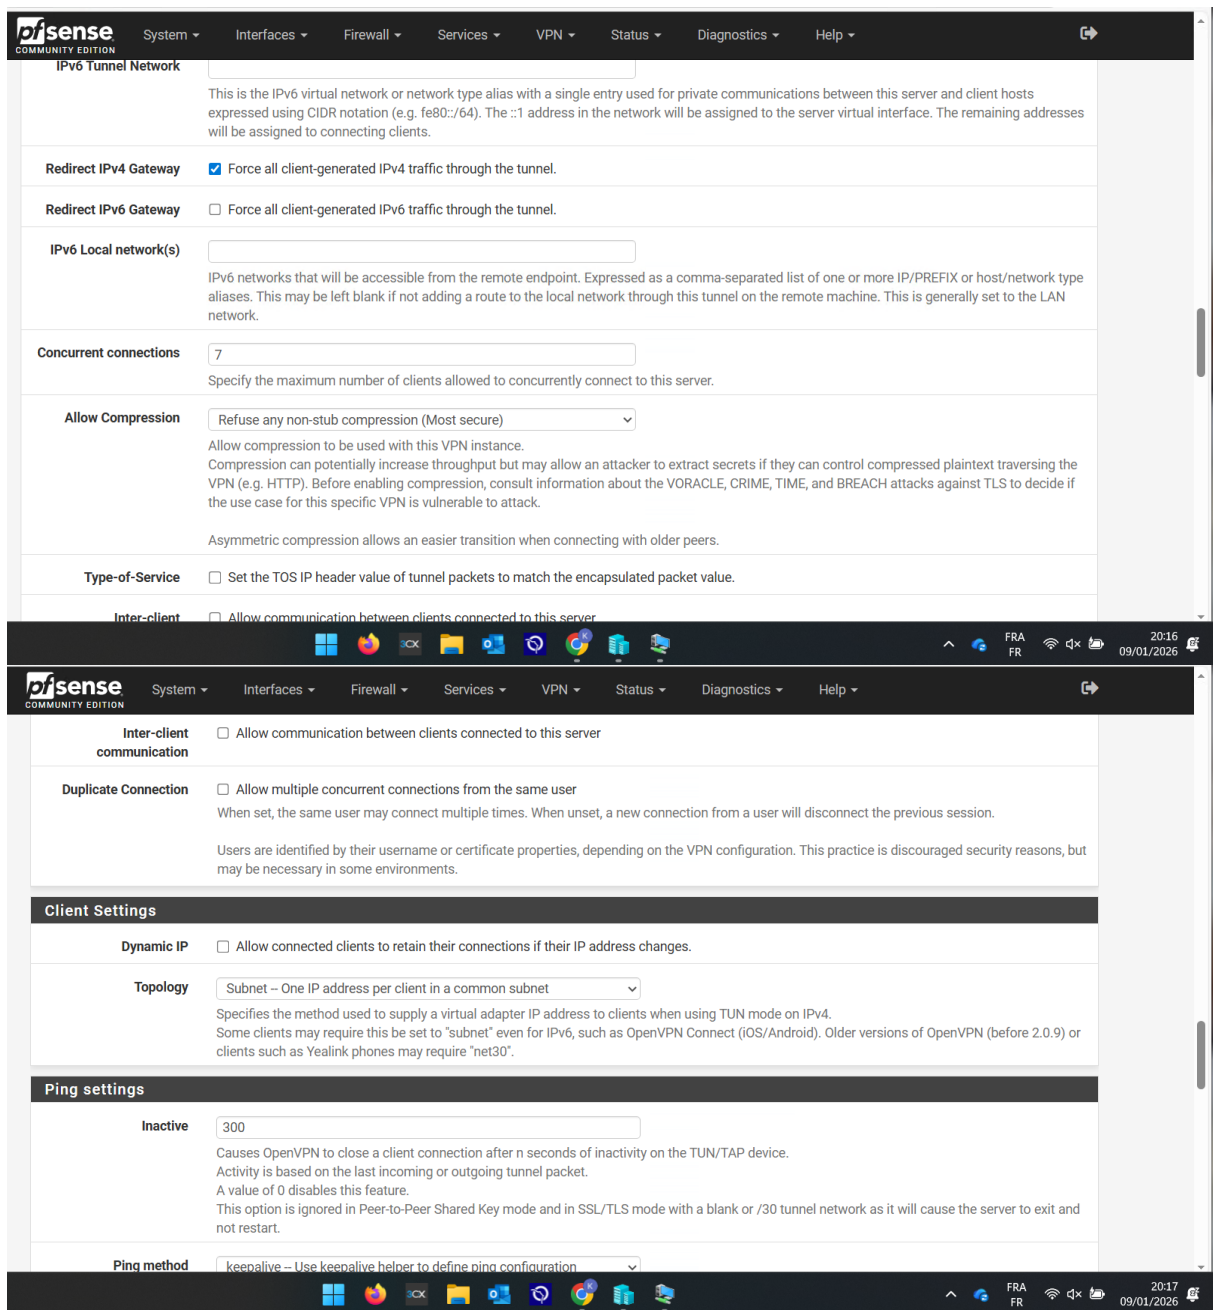 pfsense
COMMUNITY EDITION
System Interfaces Firewall Services VPN Status Diagnostics Help
IPv6 Tunnel Network
This is the IPv6 virtual network or network type alias with a single entry used for private communications between this server and client hosts
expressed using CIDR notation (e.g. fe80::/64). The ::1 address in the network will be assigned to the server virtual interface. The remaining addresses
will be assigned to connecting clients.
Redirect IPv4 Gateway Force all client-generated IPv4 traffic through the tunnel.
Redirect IPv6 Gateway Force all client-generated IPv6 traffic through the tunnel.
IPv6 Local network(s)
IPv6 networks that will be accessible from the remote endpoint. Expressed as a comma-separated list of one or more IP/PREFIX or host/network type
aliases. This may be left blank if not adding a route to the local network through this tunnel on the remote machine. This is generally set to the LAN
network.
Concurrent connections 7
Specify the maximum number of clients allowed to concurrently connect to this server.
Allow Compression Refuse any non-stub compression (Most secure)
Allow compression to be used with this VPN instance.
Compression can potentially increase throughput but may allow an attacker to extract secrets if they can control compressed plaintext traversing the
VPN (e.g. HTTP). Before enabling compression, consult information about the VORACLE, CRIME, TIME, and BREACH attacks against TLS to decide if
the use case for this specific VPN is vulnerable to attack.
Asymmetric compression allows an easier transition when connecting with older peers.
Type-of-Service Set the TOS IP header value of tunnel packets to match the encapsulated packet value.
Inter-client Allow communication between clients connected to this server
3CX
FRA
FR
20:16
09/01/2026
pfsense
COMMUNITY EDITION
System Interfaces Firewall Services VPN Status Diagnostics Help
Inter-client Allow communication between clients connected to this server
communication
Duplicate Connection Allow multiple concurrent connections from the same user
When set, the same user may connect multiple times. When unset, a new connection from a user will disconnect the previous session.
Users are identified by their username or certificate properties, depending on the VPN configuration. This practice is discouraged security reasons, but
may be necessary in some environments.
Client Settings
Dynamic IP Allow connected clients to retain their connections if their IP address changes.
Topology Subnet -- One IP address per client in a common subnet
Specifies the method used to supply a virtual adapter IP address to clients when using TUN mode on IPv4.
Some clients may require this be set to "subnet" even for IPv6, such as OpenVPN Connect (iOS/Android). Older versions of OpenVPN (before 2.0.9) or
clients such as Yealink phones may require "net30".
Ping settings
Inactive 300
Causes OpenVPN to close a client connection after n seconds of inactivity on the TUN/TAP device.
Activity is based on the last incoming or outgoing tunnel packet.
A value of 0 disables this feature.
This option is ignored in Peer-to-Peer Shared Key mode and in SSL/TLS mode with a blank or /30 tunnel network as it will cause the server to exit and
not restart.
Ping method keepalive -- Use keepalive helper to define ping configuration
3CX
FRA
FR
20:17
09/01/2026